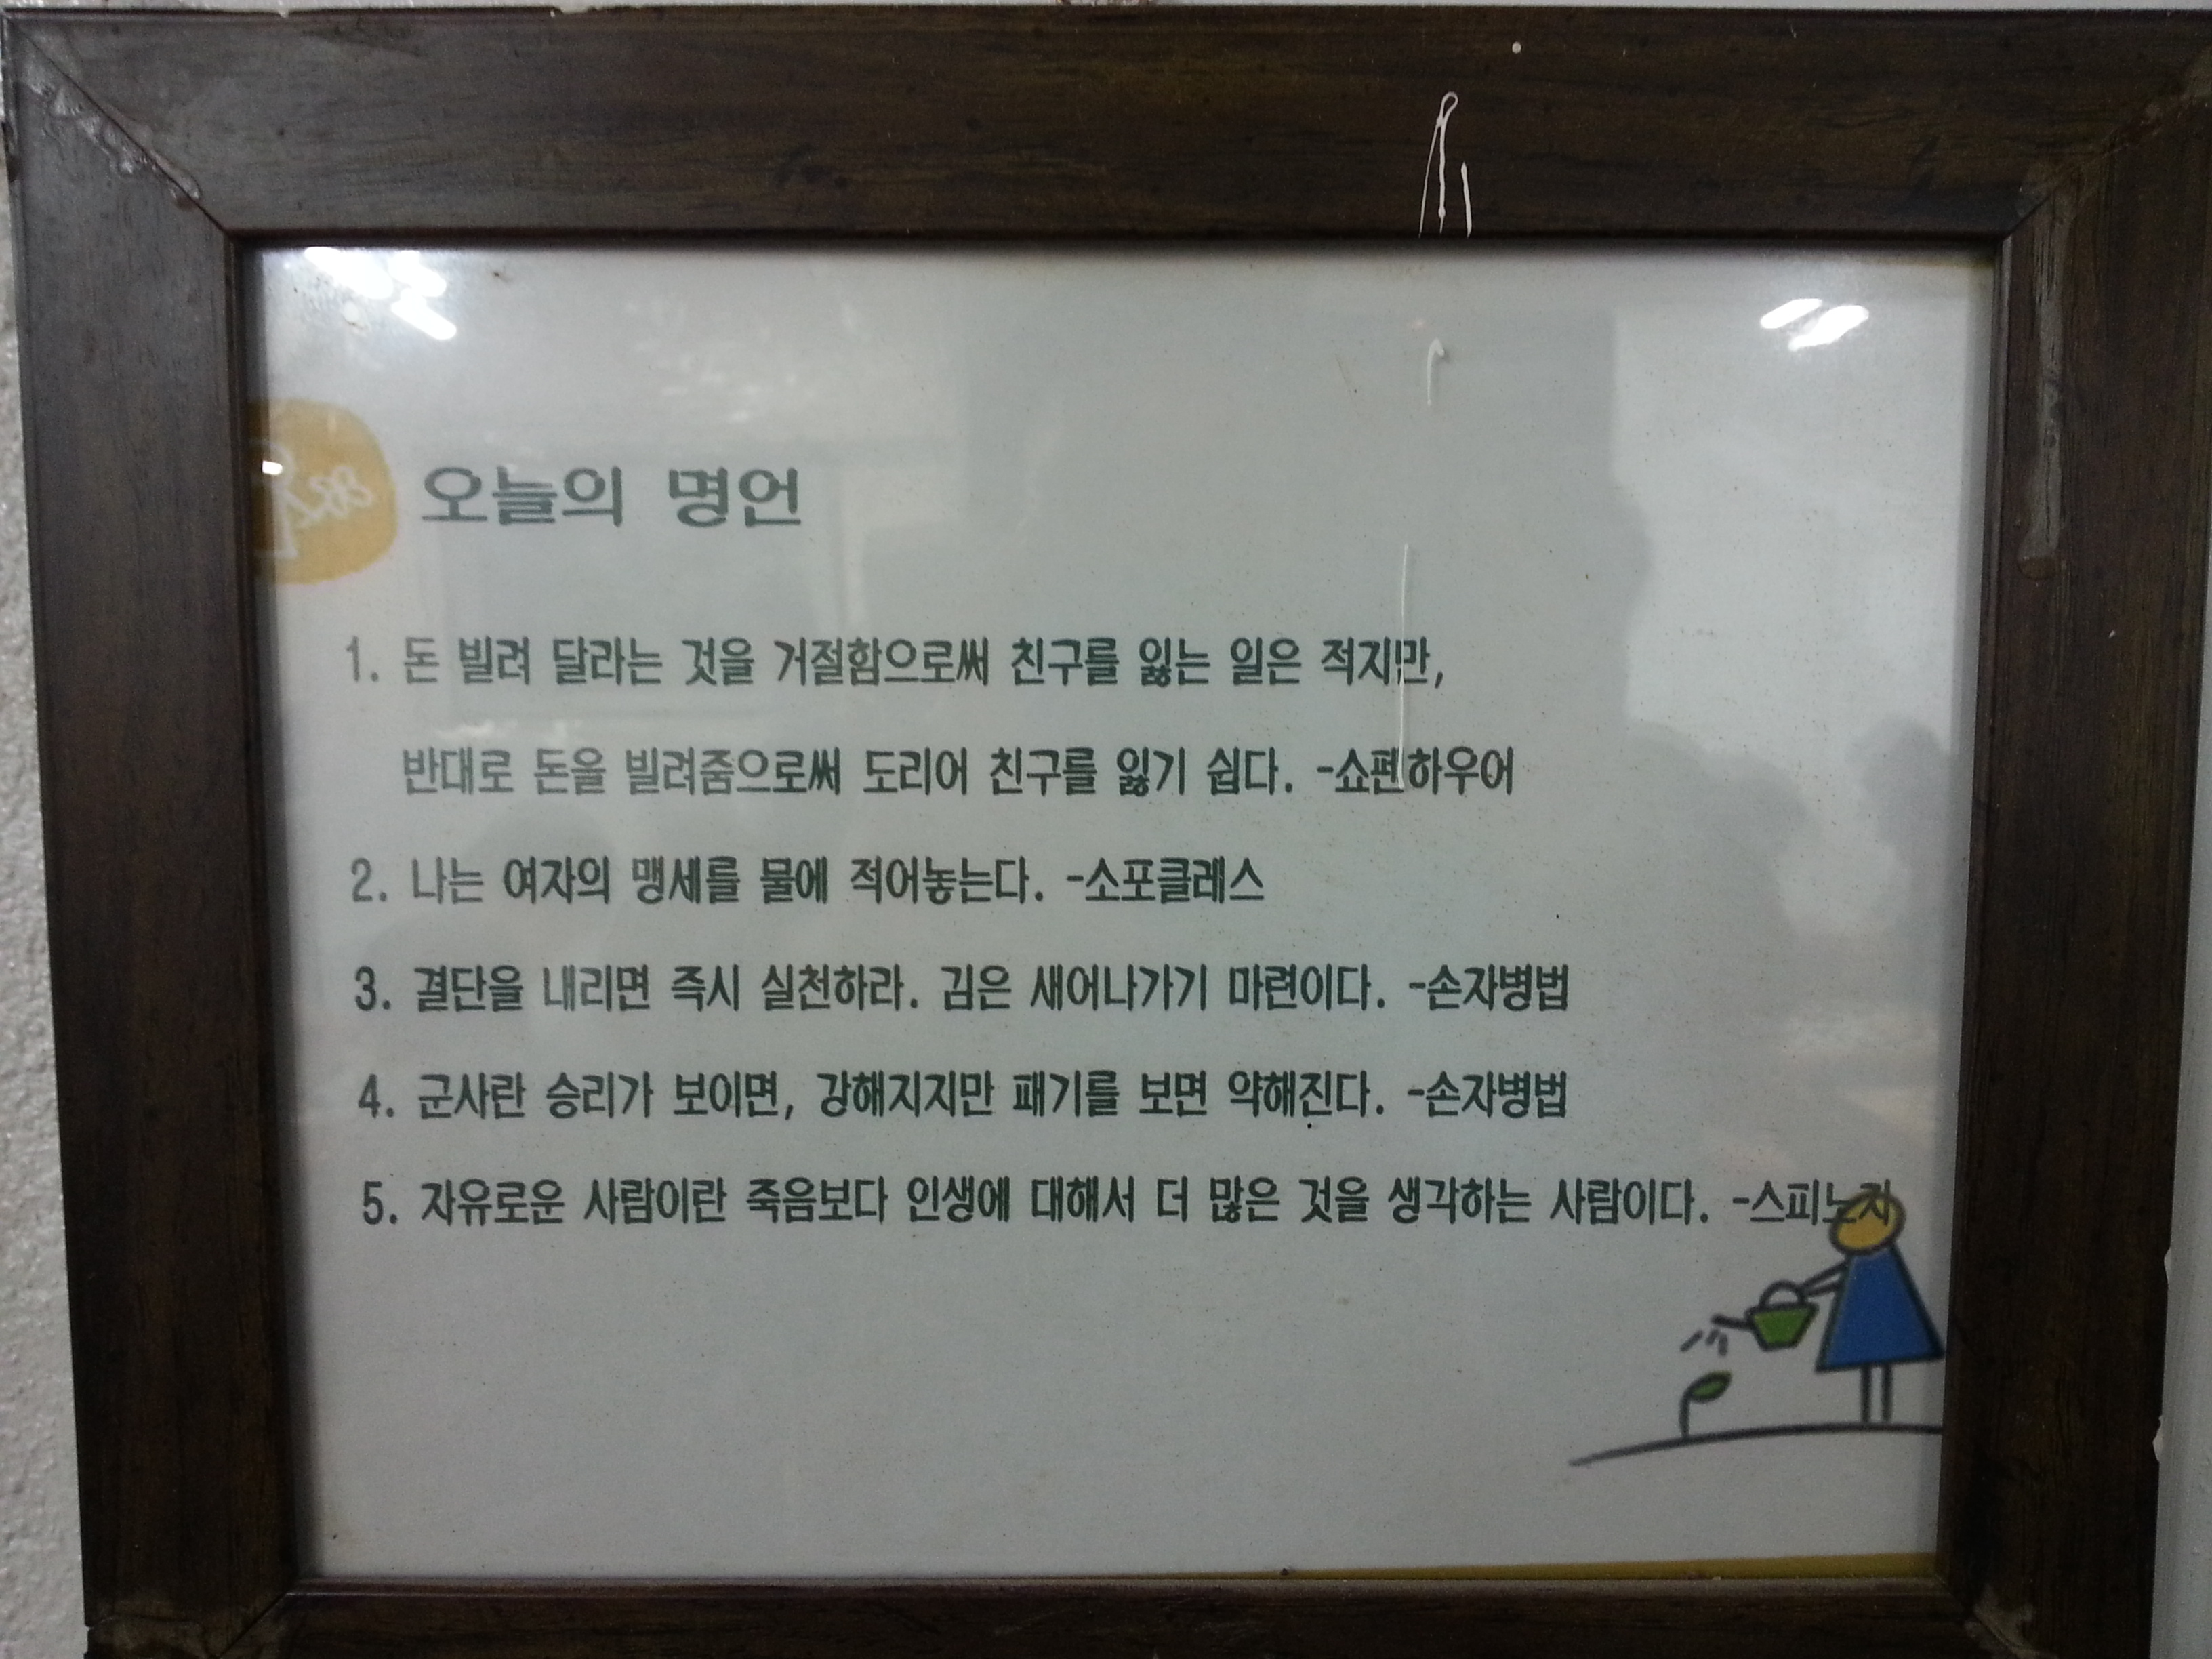 오늘의 명언
1. 돈 빌려 달라는 것을 거절함으로써 친구를 잃는 일은 적지만,
반대로 돈을 빌려줌으로써 도리어 친구를 잃기 쉽다. -쇼펜하우어
2. 나는 여자의 맹세를 물에 적어놓는다. -소포클레스
3. 결단을 내리면 즉시 실천하라. 김은 새어나가기 마련이다. -손자병법
4. 군사란 승리가 보이면, 강해지지만 패기를 보면 약해진다. -손자병법
5. 자유로운 사람이란 죽음보다 인생에 대해서 더 많은 것을 생각하는 사람이다. -스피노자